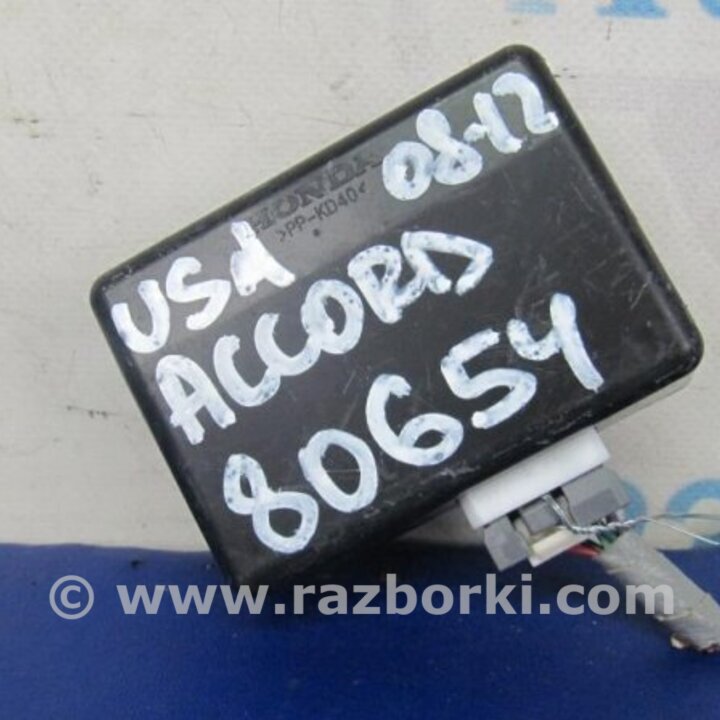 08-12
HONDA
>PP-KD40<
USA
ACCORD
80654
© www.razborki.com